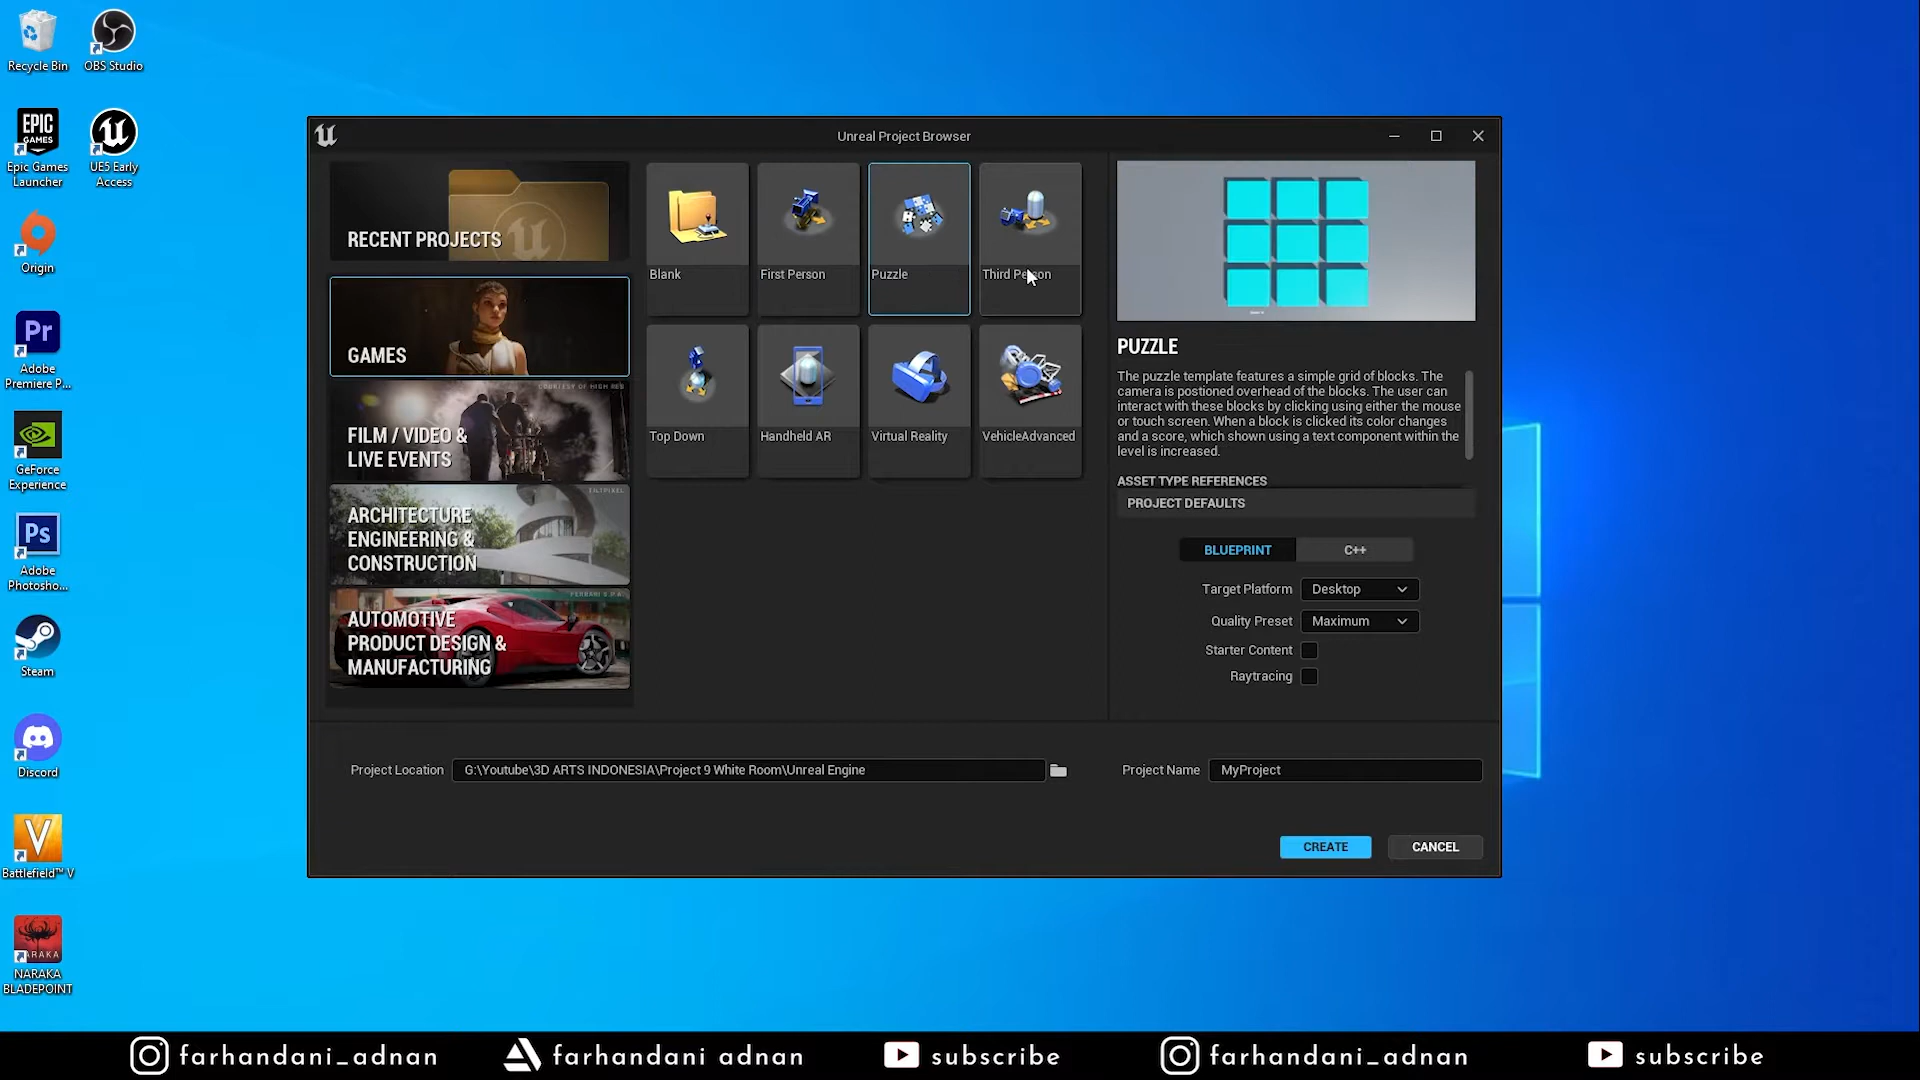 Recycle Bin
OBS Studio
EPIC
GAMES
Epic Games
Launcher
UE5 Early
Access
Origin
Pr
Adobe
Premiere P...
GeForce
Experience
Ps
Adobe
Photosho...
Steam
Discord
V
Battlefield™ V
NARAKA
NARAKA
BLADEPOINT
Unreal Project Browser
RECENT PROJECTS
GAMES
COURTESY OF HIGH RES
FILM / VIDEO &
LIVE EVENTS
ARCHITECTURE
ENGINEERING &
CONSTRUCTION
FERRARI S.P.A.
AUTOMOTIVE
PRODUCT DESIGN &
MANUFACTURING
Blank
First Person
Puzzle
Third Person
Top Down
Handheld AR
Virtual Reality
VehicleAdvanced
PUZZLE
The puzzle template features a simple grid of blocks. The
camera is postioned overhead of the blocks. The user can
interact with these blocks by clicking using either the mouse
or touch screen. When a block is clicked its color changes
and a score, which shown using a text component within the
level is increased.
ASSET TYPE REFERENCES
PROJECT DEFAULTS
BLUEPRINT C++
Target Platform Desktop
Quality Preset Maximum
Starter Content
Raytracing
Project Location G:\Youtube\3D ARTS INDONESIA\Project 9 White Room\Unreal Engine
Project Name MyProject
CREATE CANCEL
farhandani_adnan farhandani adnan subscribe farhandani_adnan subscribe